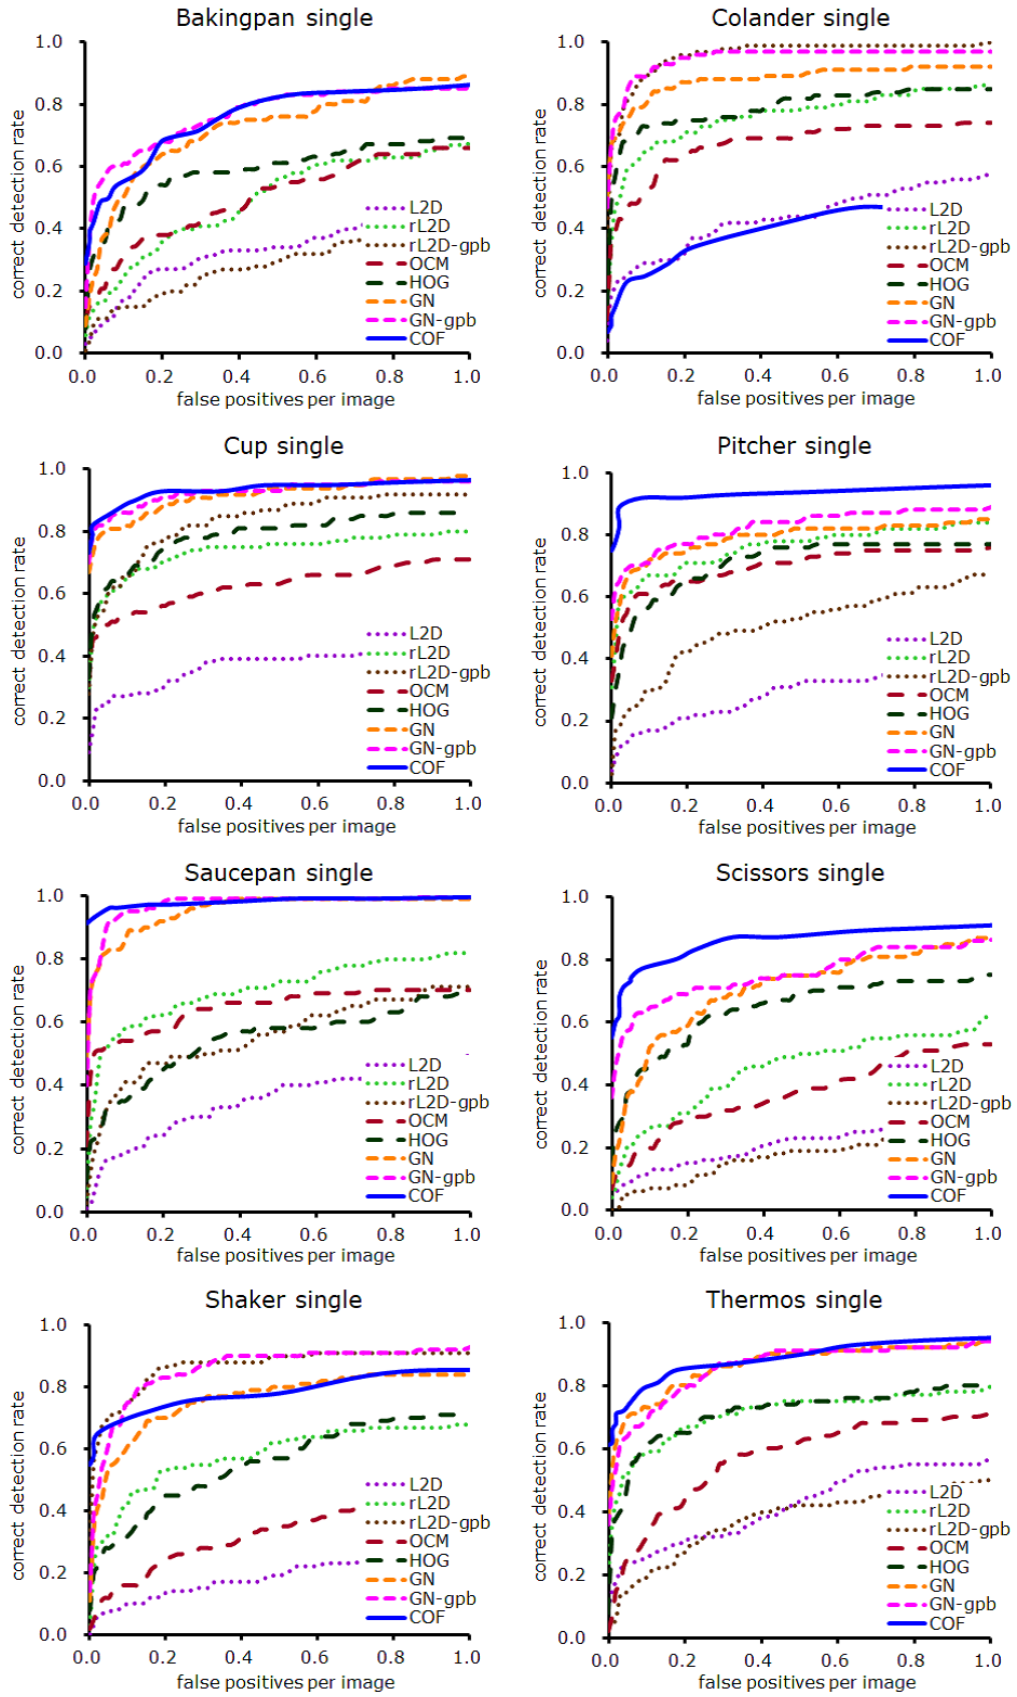 Bakingpan single
correct detection rate
1.0
0.8
0.6
0.4
0.2
0.0
L2D
rL2D
rL2D-gpb
OCM
HOG
GN
GN-gpb
COF
0.0 0.2 0.4 0.6 0.8 1.0
false positives per image
Colander single
correct detection rate
1.0
0.8
0.6
0.4
0.2
0.0
L2D
rL2D
rL2D-gpb
OCM
HOG
GN
GN-gpb
COF
0.0 0.2 0.4 0.6 0.8 1.0
false positives per image
Cup single
correct detection rate
1.0
0.8
0.6
0.4
0.2
0.0
L2D
rL2D
rL2D-gpb
OCM
HOG
GN
GN-gpb
COF
0.0 0.2 0.4 0.6 0.8 1.0
false positives per image
Pitcher single
correct detection rate
1.0
0.8
0.6
0.4
0.2
0.0
L2D
rL2D
rL2D-gpb
OCM
HOG
GN
GN-gpb
COF
0.0 0.2 0.4 0.6 0.8 1.0
false positives per image
Saucepan single
correct detection rate
1.0
0.8
0.6
0.4
0.2
0.0
L2D
rL2D
rL2D-gpb
OCM
HOG
GN
GN-gpb
COF
0.0 0.2 0.4 0.6 0.8 1.0
false positives per image
Scissors single
correct detection rate
1.0
0.8
0.6
0.4
0.2
0.0
L2D
rL2D
rL2D-gpb
OCM
HOG
GN
GN-gpb
COF
0.0 0.2 0.4 0.6 0.8 1.0
false positives per image
Shaker single
correct detection rate
1.0
0.8
0.6
0.4
0.2
0.0
L2D
rL2D
rL2D-gpb
OCM
HOG
GN
GN-gpb
COF
0.0 0.2 0.4 0.6 0.8 1.0
false positives per image
Thermos single
correct detection rate
1.0
0.8
0.6
0.4
0.2
0.0
L2D
rL2D
rL2D-gpb
OCM
HOG
GN
GN-gpb
COF
0.0 0.2 0.4 0.6 0.8 1.0
false positives per image